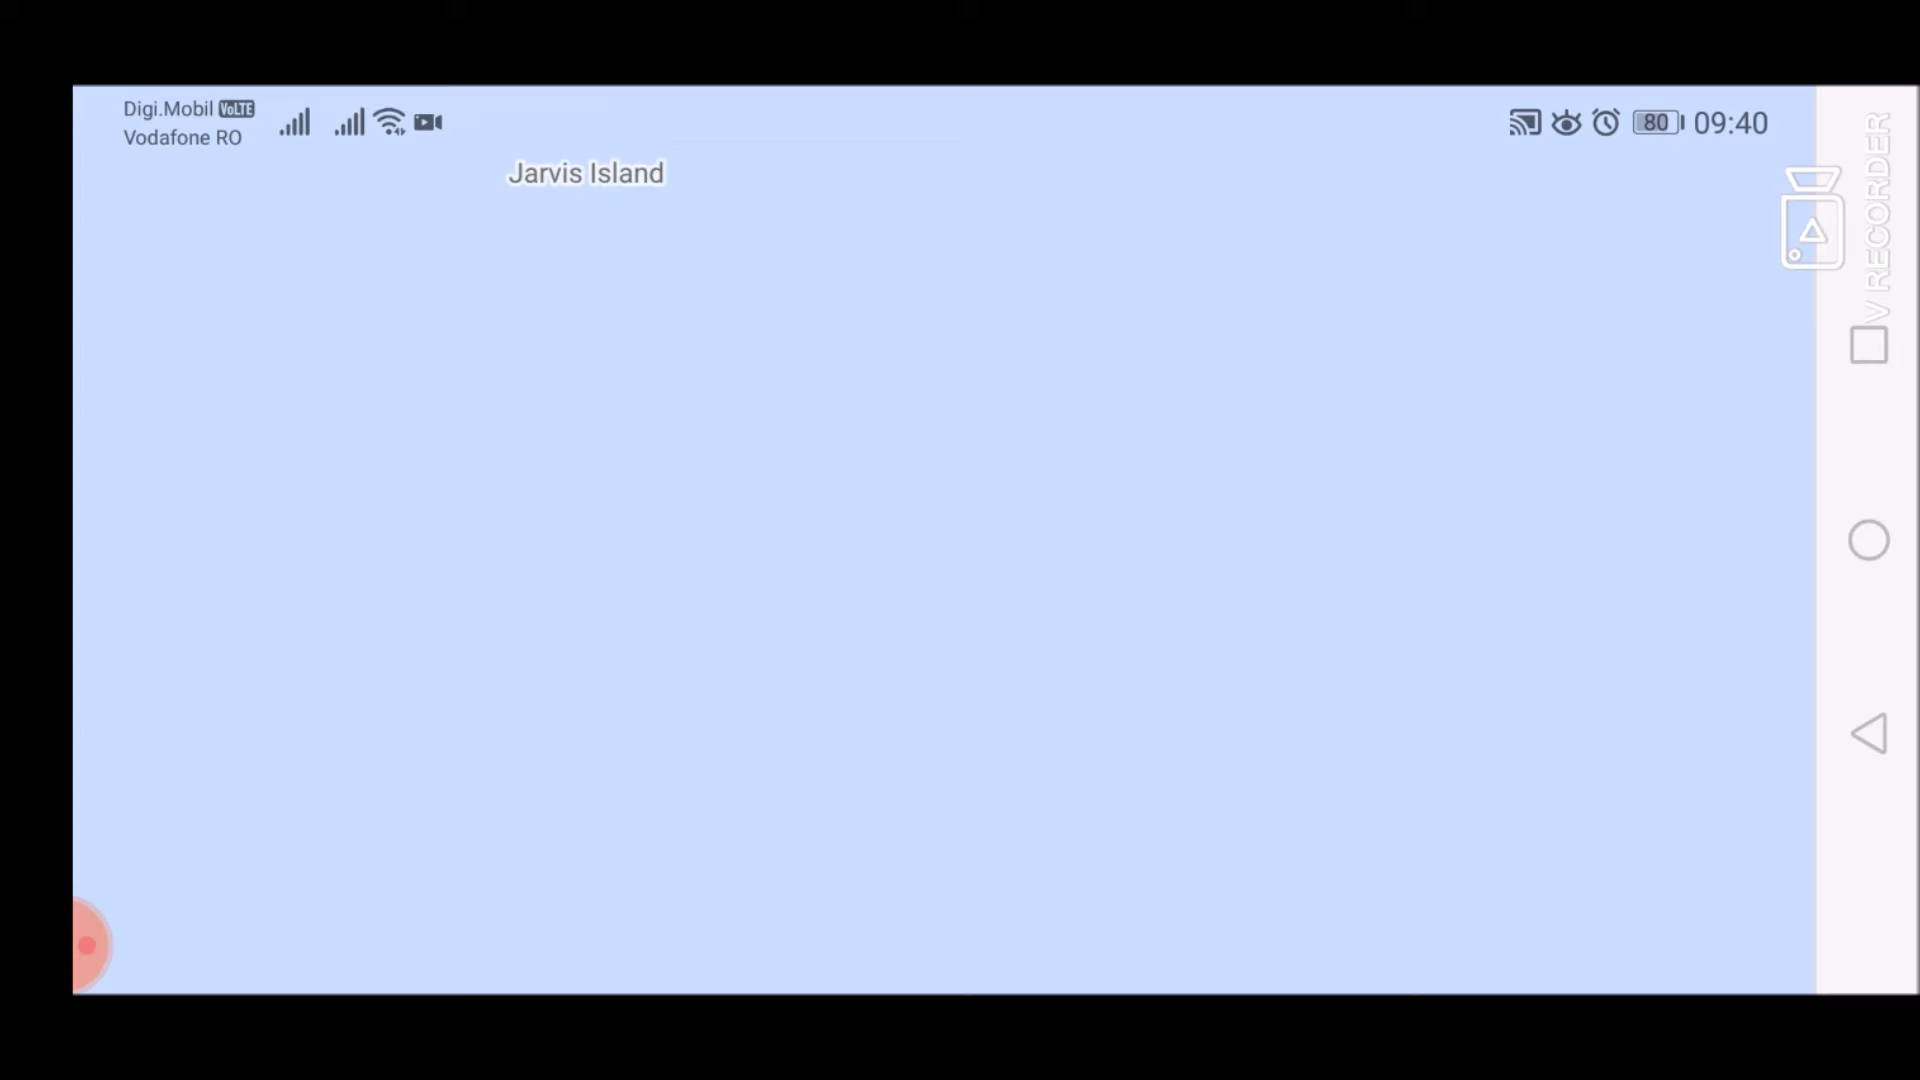 Digi.Mobil VoLTE
Vodafone RO
80 09:40
Jarvis Island
V RECORDER